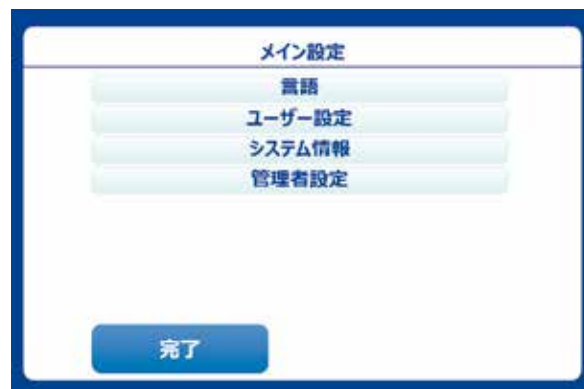 メイン設定
言語
ユーザー設定
システム情報
管理者設定
完了